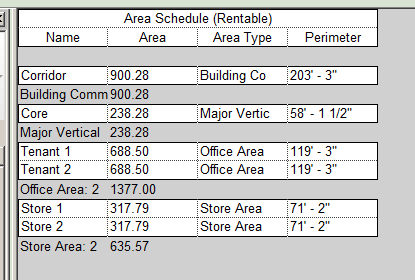 Area Schedule (Rentable)
Name Area Area Type Perimeter
Corridor 900.28 Building Co 203' - 3"
Building Comm 900.28
Core 238.28 Major Vertic 58' - 1 1/2"
Major Vertical 238.28
Tenant 1 688.50 Office Area 119' - 3"
Tenant 2 688.50 Office Area 119' - 3"
Office Area: 2 1377.00
Store 1 317.79 Store Area 71' - 2"
Store 2 317.79 Store Area 71' - 2"
Store Area: 2 635.57